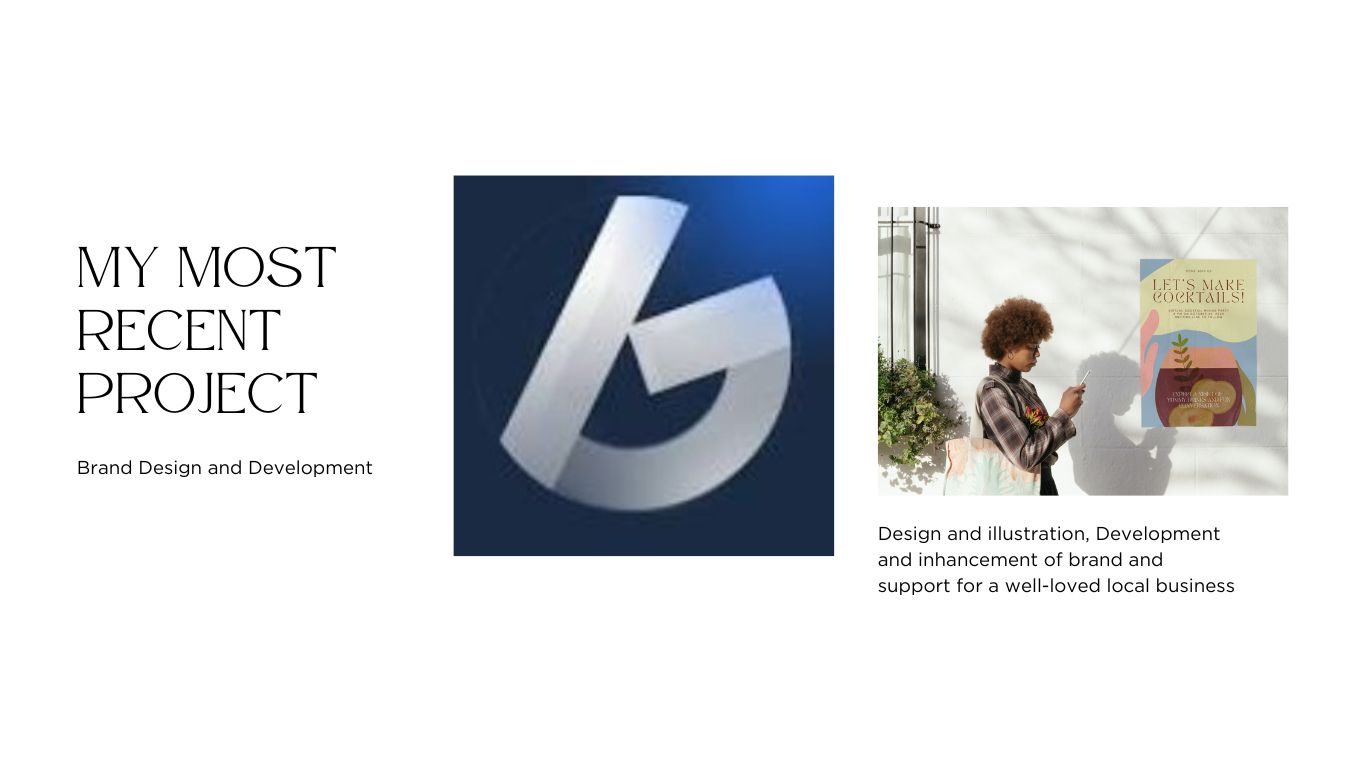 MY MOST
RECENT
PROJECT
Brand Design and Development
LET'S MAKE
COCKTAILS!
Design and illustration, Development
and inhancement of brand and
support for a well-loved local business